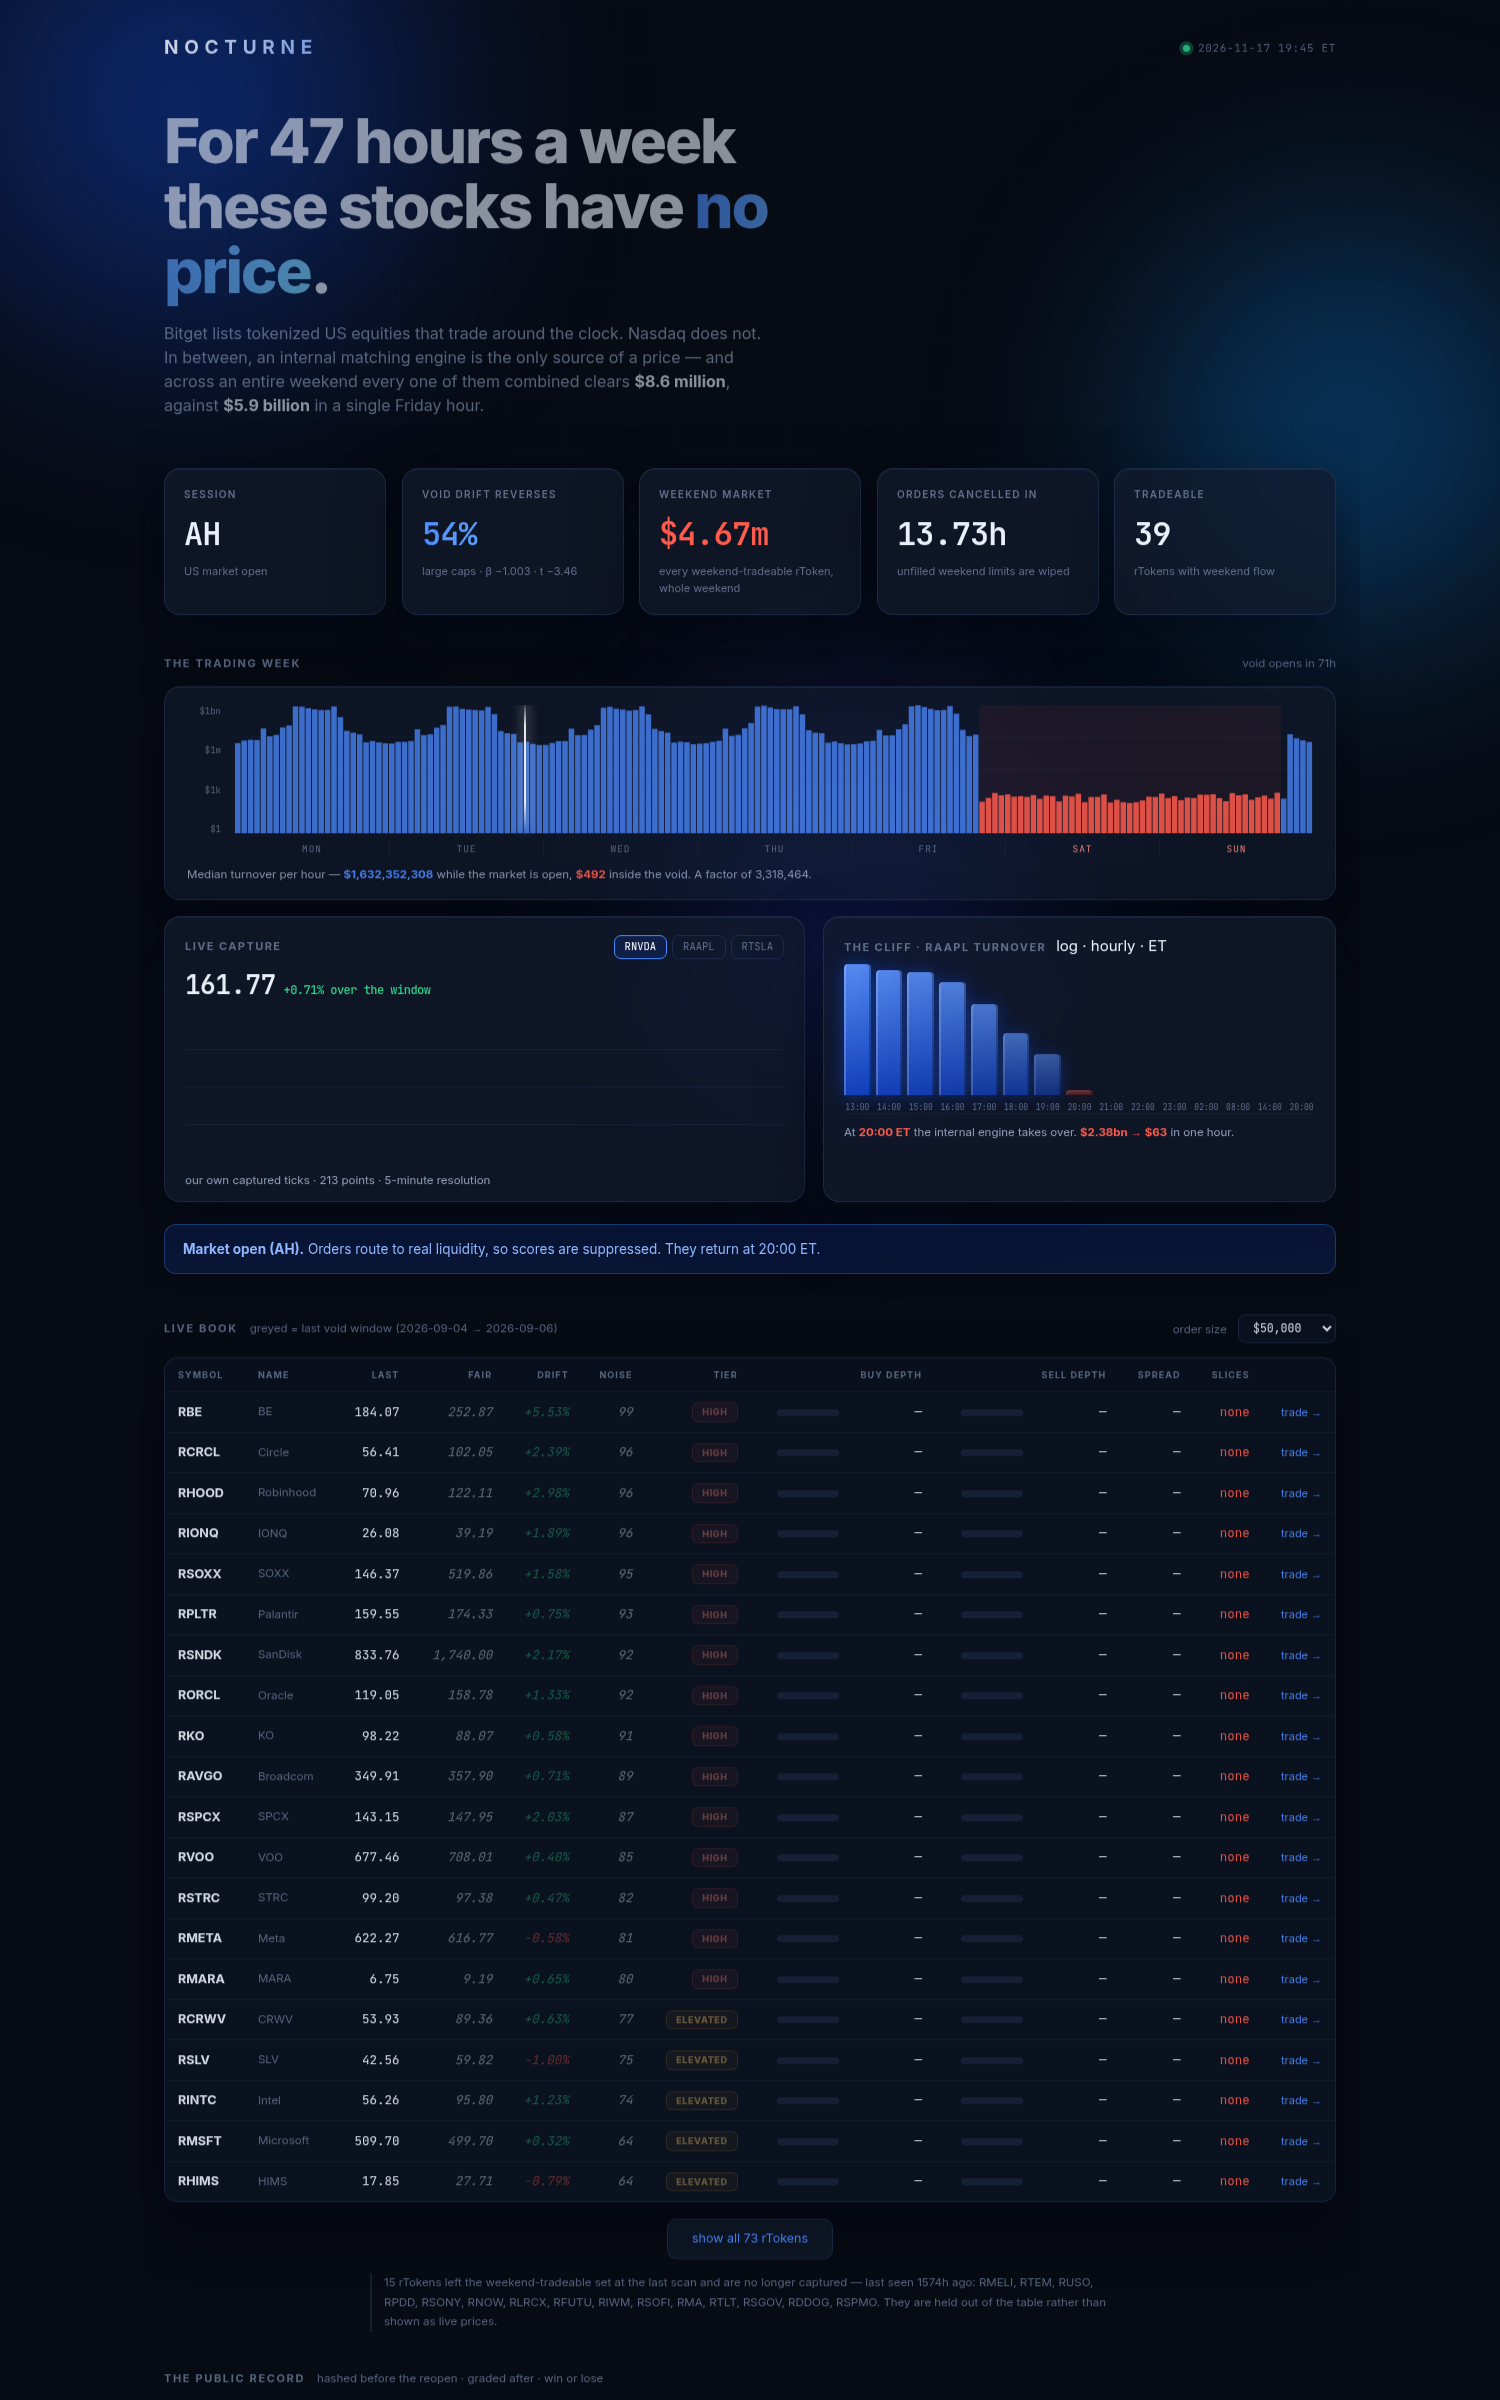 NOCTURNE
2026-11-17 19:45 ET
For 47 hours a week
these stocks have no
price.
Bitget lists tokenized US equities that trade around the clock. Nasdaq does not.
In between, an internal matching engine is the only source of a price — and
across an entire weekend every one of them combined clears $8.6 million,
against $5.9 billion in a single Friday hour.
SESSION
AH
US market open
VOID DRIFT REVERSES
54%
large caps · β −1.003 · t −3.46
WEEKEND MARKET
$4.67m
every weekend-tradeable rToken,
whole weekend
ORDERS CANCELLED IN
13.73h
unfilled weekend limits are wiped
TRADEABLE
39
rTokens with weekend flow
THE TRADING WEEK
void opens in 71h
$1bn
$1m
$1k
$1
MON TUE WED THU FRI SAT SUN
Median turnover per hour — $1,632,352,308 while the market is open, $492 inside the void. A factor of 3,318,464.
LIVE CAPTURE
RNVDA RAAPL RTSLA
161.77 +0.71% over the window
our own captured ticks · 213 points · 5-minute resolution
THE CLIFF · RAAPL TURNOVER log · hourly · ET
13:00 14:00 15:00 16:00 17:00 18:00 19:00 20:00 21:00 22:00 23:00 02:00 08:00 14:00 20:00
At 20:00 ET the internal engine takes over. $2.38bn → $63 in one hour.
Market open (AH). Orders route to real liquidity, so scores are suppressed. They return at 20:00 ET.
LIVE BOOK greyed = last void window (2026-09-04 → 2026-09-06)
order size $50,000
SYMBOL NAME LAST FAIR DRIFT NOISE TIER BUY DEPTH SELL DEPTH SPREAD SLICES
RBE BE 184.07 252.87 +5.53% 99 HIGH — — — none trade →
RCRCL Circle 56.41 102.05 +2.39% 96 HIGH — — — none trade →
RHOOD Robinhood 70.96 122.11 +2.98% 96 HIGH — — — none trade →
RIONQ IONQ 26.08 39.19 +1.89% 96 HIGH — — — none trade →
RSOXX SOXX 146.37 519.86 +1.58% 95 HIGH — — — none trade →
RPLTR Palantir 159.55 174.33 +0.75% 93 HIGH — — — none trade →
RSNDK SanDisk 833.76 1,740.00 +2.17% 92 HIGH — — — none trade →
RORCL Oracle 119.05 158.78 +1.33% 92 HIGH — — — none trade →
RKO KO 98.22 88.07 +0.58% 91 HIGH — — — none trade →
RAVGO Broadcom 349.91 357.90 +0.71% 89 HIGH — — — none trade →
RSPCX SPCX 143.15 147.95 +2.03% 87 HIGH — — — none trade →
RVOO VOO 677.46 708.01 +0.40% 85 HIGH — — — none trade →
RSTRC STRC 99.20 97.38 +0.47% 82 HIGH — — — none trade →
RMETA Meta 622.27 616.77 -0.58% 81 HIGH — — — none trade →
RMARA MARA 6.75 9.19 +0.65% 80 HIGH — — — none trade →
RCRWV CRWV 53.93 89.36 +0.63% 77 ELEVATED — — — none trade →
RSLV SLV 42.56 59.82 -1.00% 75 ELEVATED — — — none trade →
RINTC Intel 56.26 95.80 +1.23% 74 ELEVATED — — — none trade →
RMSFT Microsoft 509.70 499.70 +0.32% 64 ELEVATED — — — none trade →
RHIMS HIMS 17.85 27.71 -0.79% 64 ELEVATED — — — none trade →
show all 73 rTokens
15 rTokens left the weekend-tradeable set at the last scan and are no longer captured — last seen 1574h ago: RMELI, RTEM, RUSO,
RPDD, RSONY, RNOW, RLRCX, RFUTU, RIWM, RSOFI, RMA, RTLT, RSGOV, RDDOG, RSPMO. They are held out of the table rather than
shown as live prices.
THE PUBLIC RECORD hashed before the reopen · graded after · win or lose